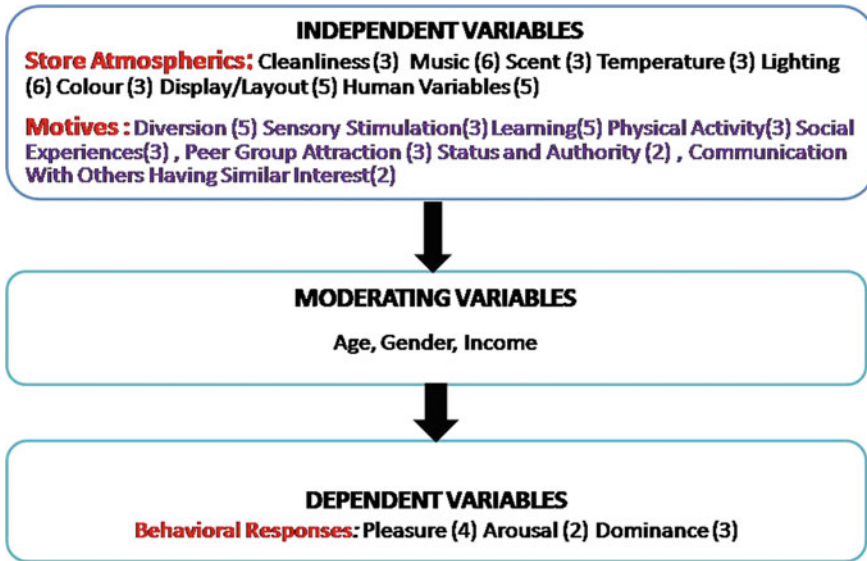 INDEPENDENT VARIABLES
Store Atmospherics: Cleanliness (3) Music (6) Scent (3) Temperature (3) Lighting
(6) Colour (3) Display/Layout (5) Human Variables (5)
Motives : Diversion (5) Sensory Stimulation(3) Learning(5) Physical Activity(3) Social
Experiences(3) , Peer Group Attraction (3) Status and Authority (2) , Communication
With Others Having Similar Interest(2)
MODERATING VARIABLES
Age, Gender, Income
DEPENDENT VARIABLES
Behavioral Responses: Pleasure (4) Arousal (2) Dominance (3)